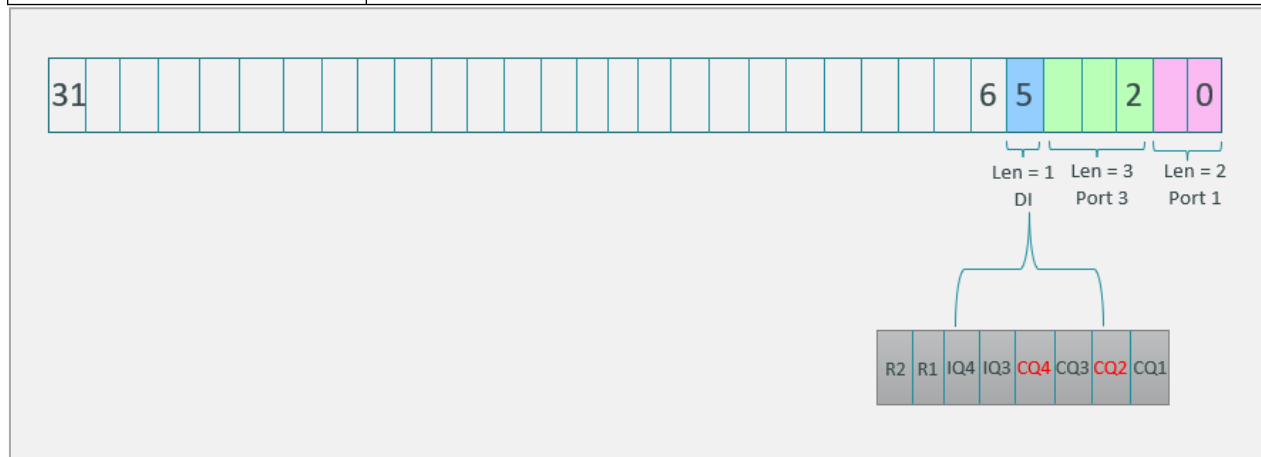 31 6 5 2 0
Len = 1 Len = 3 Len = 2
DI Port 3 Port 1
R2 R1 IQ4 IQ3 CQ4 CQ3 CQ2 CQ1